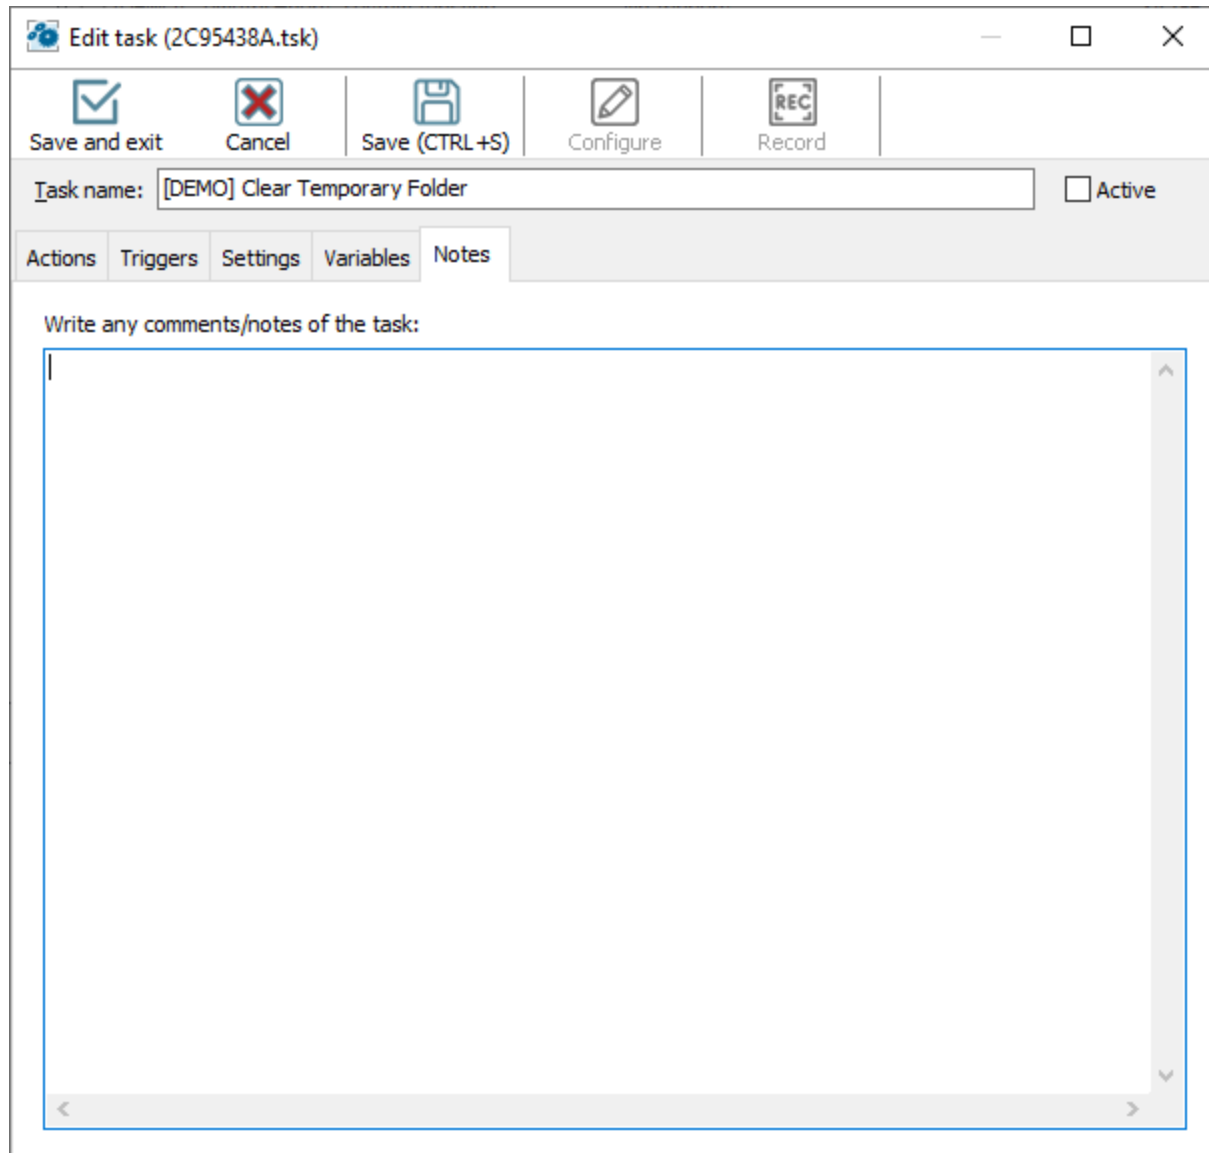 Edit task (2C95438A.tsk)
Save and exit Cancel Save (CTRL+S) Configure REC Record
Task name: [DEMO] Clear Temporary Folder Active
Actions Triggers Settings Variables Notes
Write any comments/notes of the task: